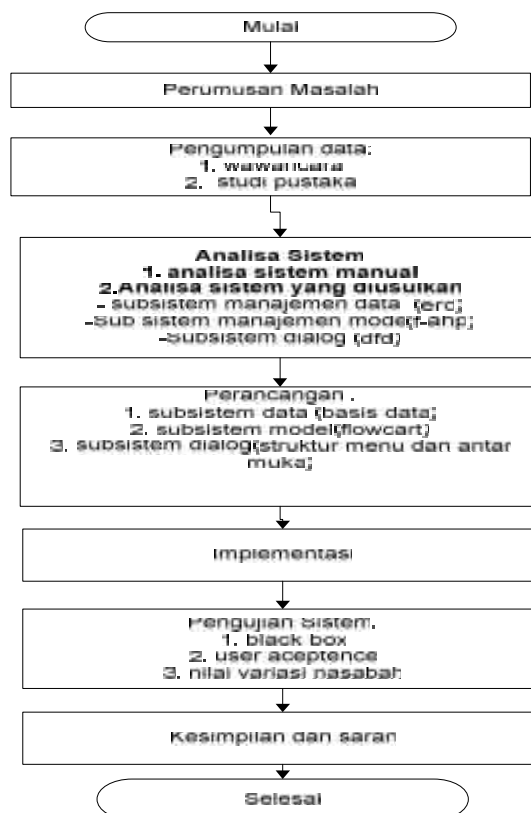 Mulai
Perumusan Masalah
Pengumpulan data:
1. wawancara
2. studi pustaka
Analisa Sistem
1. analisa sistem manual
2.Analisa sistem yang diusulkan
- subsistem manajemen data (erd)
-Sub sistem manajemen model(f-ahp)
-Subsistem dialog (dfd)
Perancangan :
1. subsistem data (basis data)
2. subsistem model(flowcart)
3. subsistem dialog(struktur menu dan antar
muka)
Implementasi
Pengujian Sistem:
1. black box
2. user aceptence
3. nilai variasi nasabah
Kesimpilan dan saran
Selesai